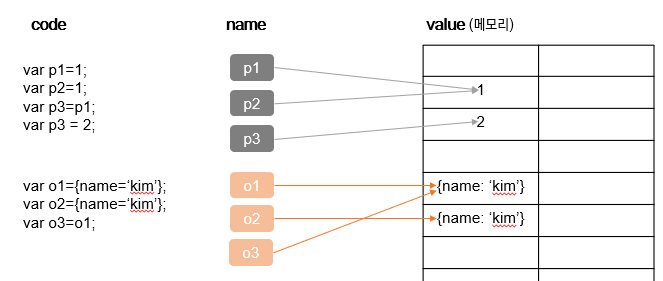 code name value (메모리)
var p1=1;
var p2=1;
var p3=p1;
var p3 = 2;
p1
p2
p3
1
2
var o1={name=‘kim’};
var o2={name=‘kim’};
var o3=o1;
o1
o2
o3
{name: ‘kim’}
{name: ‘kim’}